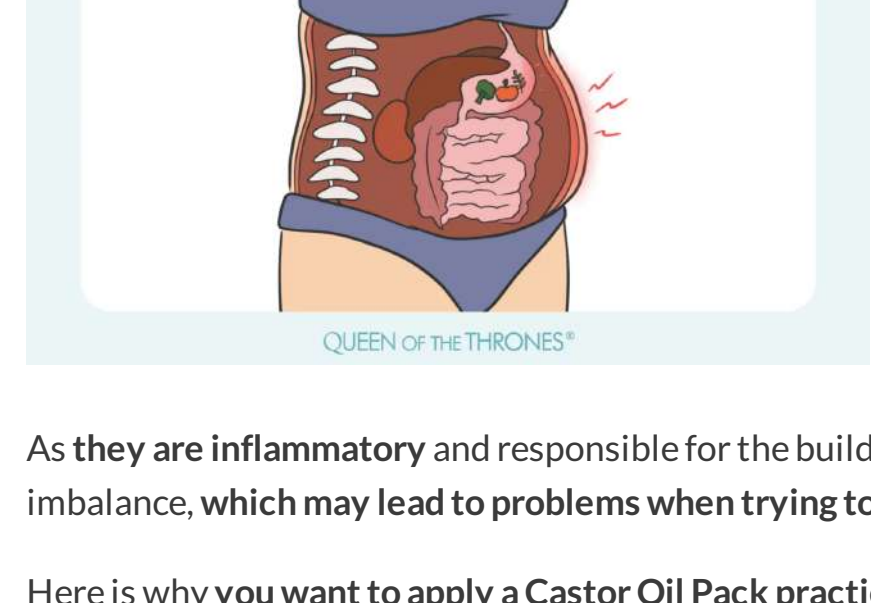 QUEEN OF THE THRONES®
As they are inflammatory and responsible for the build
imbalance, which may lead to problems when trying to
Here is why you want to apply a Castor Oil Pack practi